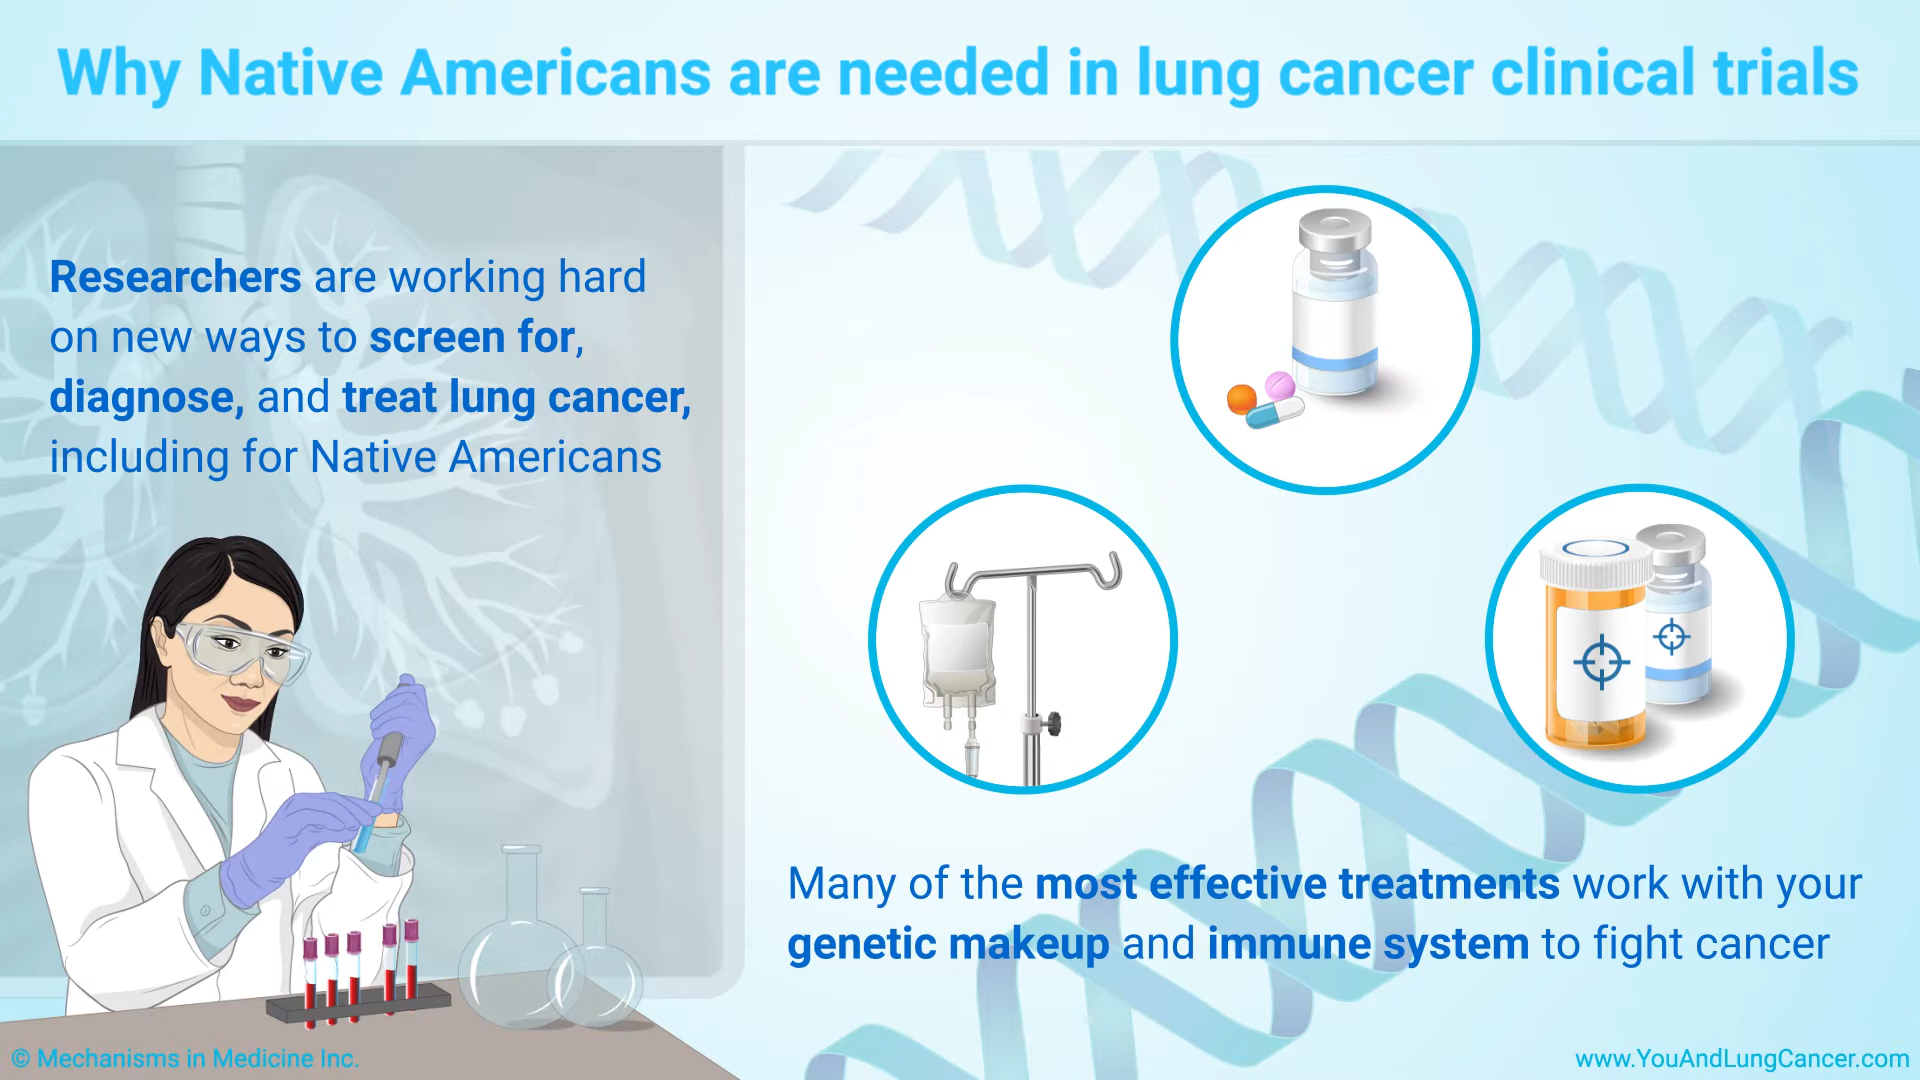 Why Native Americans are needed in lung cancer clinical trials
Researchers are working hard
on new ways to screen for,
diagnose, and treat lung cancer,
including for Native Americans
Many of the most effective treatments work with your
genetic makeup and immune system to fight cancer
© Mechanisms in Medicine Inc.
www.YouAndLungCancer.com